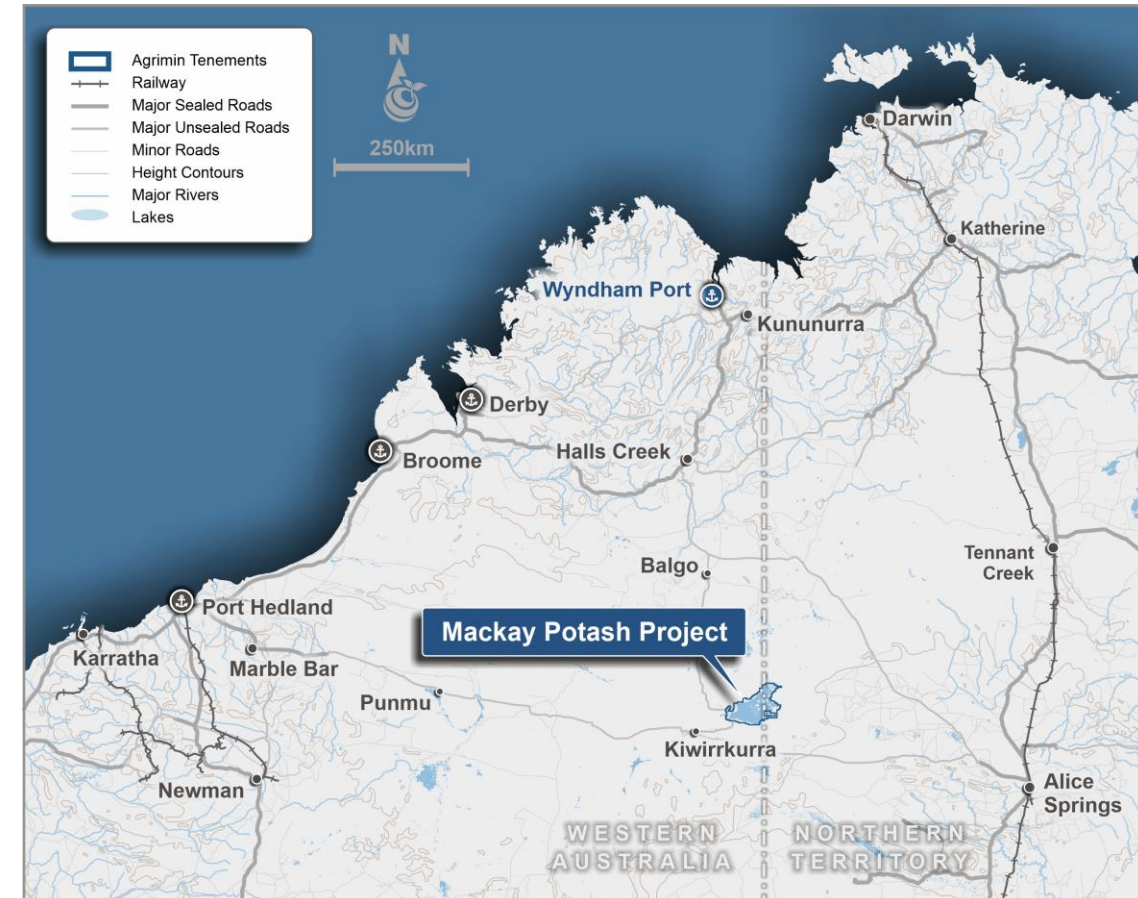 Agrimin Tenements
Railway
Major Sealed Roads
Major Unsealed Roads
Minor Roads
Height Contours
Major Rivers
Lakes
N
250km
Darwin
Katherine
Wyndham Port
Kununurra
Derby
Halls Creek
Broome
Tennant
Creek
Balgo
Port Hedland
Mackay Potash Project
Karratha
Marble Bar
Punmu
Kiwirrkurra
Newman
Alice
Springs
WESTERN
AUSTRALIA
NORTHERN
TERRITORY